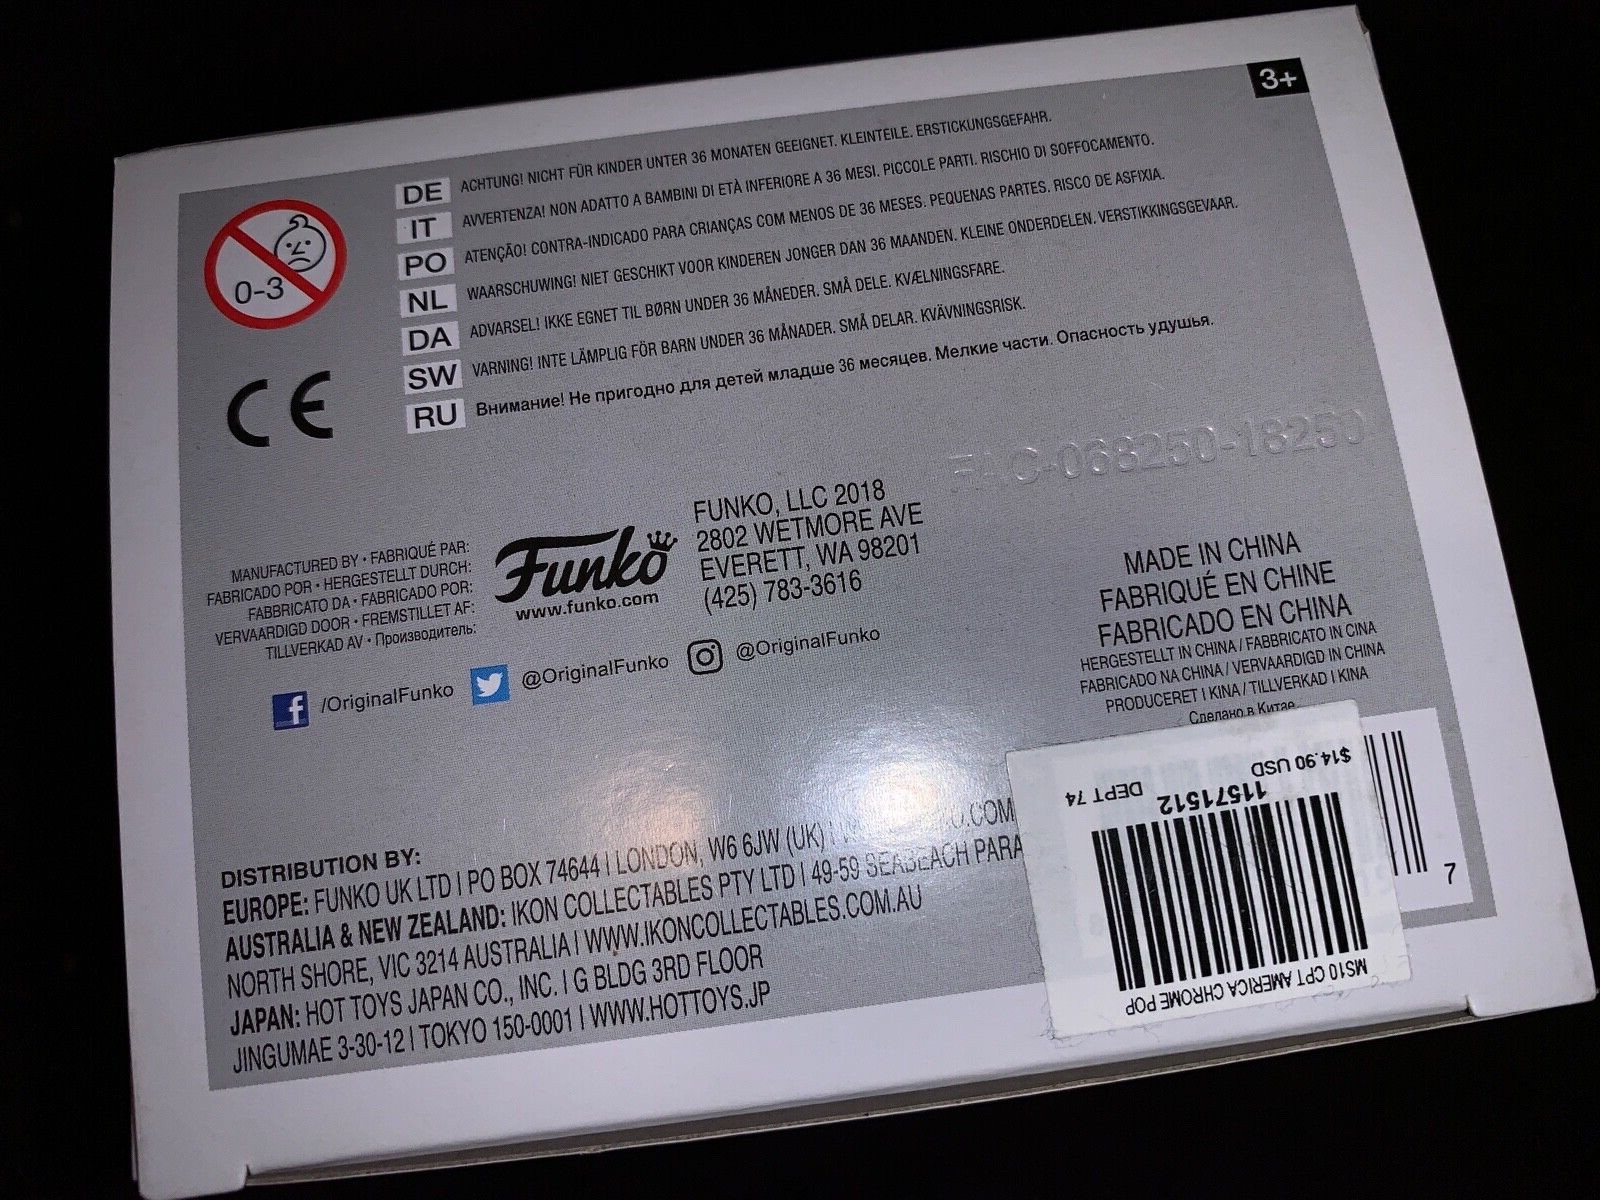 3+
0-3
DE ACHTUNG! NICHT FÜR KINDER UNTER 36 MONATEN GEEIGNET. KLEINTEILE. ERSTICKUNGSGEFAHR.
IT AVVERTENZA! NON ADATTO A BAMBINI DI ETÀ INFERIORE A 36 MESI. PICCOLE PARTI. RISCHIO DI SOFFOCAMENTO.
PO ATENÇÃO! CONTRA-INDICADO PARA CRIANÇAS COM MENOS DE 36 MESES. PEQUENAS PARTES. RISCO DE ASFIXIA.
NL WAARSCHUWING! NIET GESCHIKT VOOR KINDEREN JONGER DAN 36 MAANDEN. KLEINE ONDERDELEN. VERSTIKKINGSGEVAAR.
DA ADVARSEL! IKKE EGNET TIL BØRN UNDER 36 MÅNEDER. SMÅ DELE. KVÆLNINGSFARE.
SW VARNING! INTE LÄMPLIG FÖR BARN UNDER 36 MÅNADER. SMÅ DELAR. KVÄVNINGSRISK.
RU Внимание! Не пригодно для детей младше 36 месяцев. Мелкие части. Опасность удушья.
CE
FAC-068250-18250
MANUFACTURED BY • FABRIQUÉ PAR:
FABRICADO POR • HERGESTELLT DURCH:
FABBRICATO DA • FABRICADO POR:
VERVAARDIGD DOOR • FREMSTILLET AF:
TILLVERKAD AV • Производитель:
Funko
www.funko.com
FUNKO, LLC 2018
2802 WETMORE AVE
EVERETT, WA 98201
(425) 783-3616
/OriginalFunko @OriginalFunko @OriginalFunko
MADE IN CHINA
FABRIQUÉ EN CHINE
FABRICADO EN CHINA
HERGESTELLT IN CHINA / FABBRICATO IN CINA
FABRICADO NA CHINA / VERVAARDIGD IN CHINA
PRODUCERET I KINA / TILLVERKAD I KINA
Сделано в Китае
DISTRIBUTION BY:
EUROPE: FUNKO UK LTD | PO BOX 74644 | LONDON, W6 6JW (UK) | .COM
AUSTRALIA & NEW ZEALAND: IKON COLLECTABLES PTY LTD | 49-59 SEABEACH PARA
NORTH SHORE, VIC 3214 AUSTRALIA | WWW.IKONCOLLECTABLES.COM.AU
JAPAN: HOT TOYS JAPAN CO., INC. | G BLDG 3RD FLOOR
JINGUMAE 3-30-12 | TOKYO 150-0001 | WWW.HOTTOYS.JP
MS10 CPT AMERICA CHROME POP
11571512 DEPT 74
$14.90 USD
7